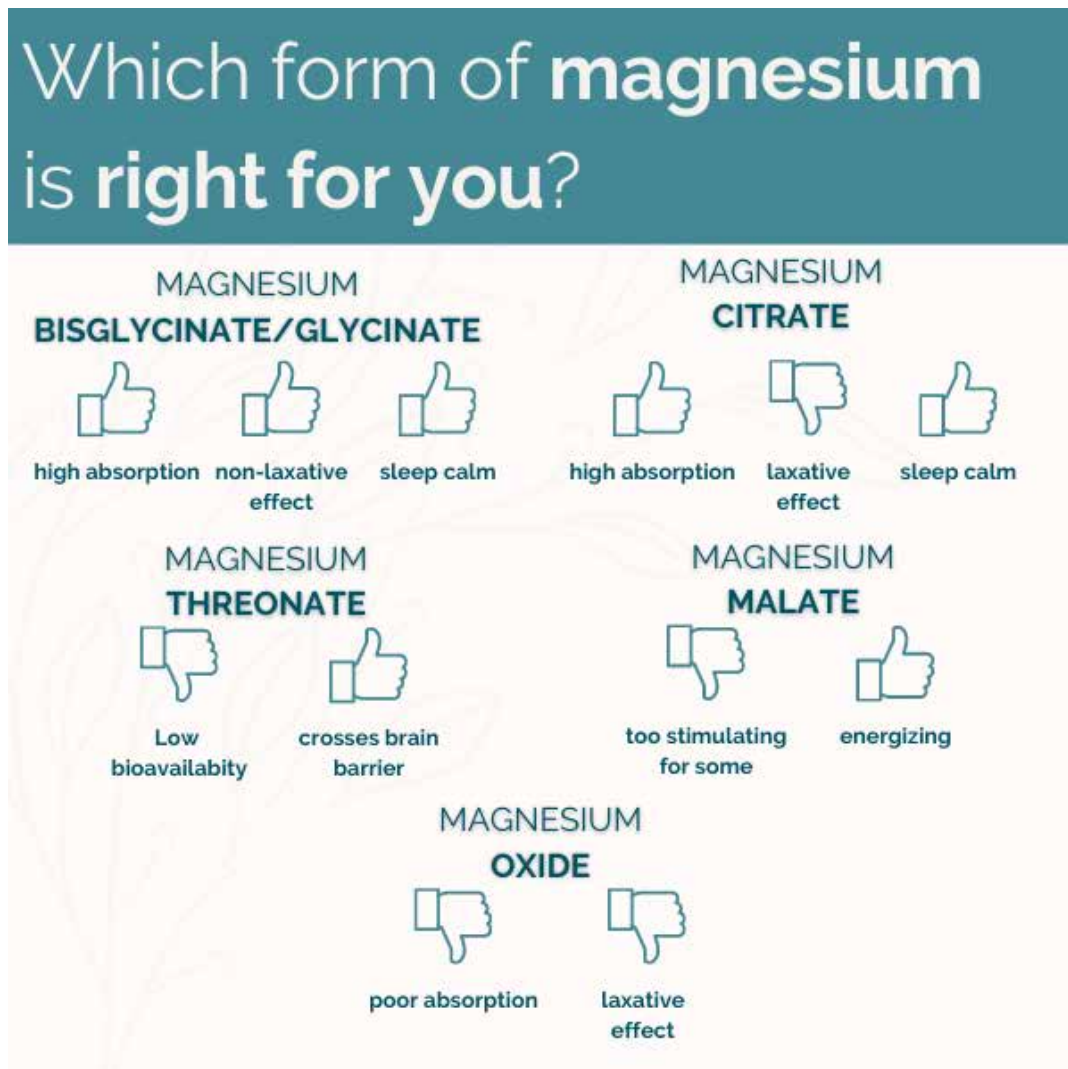 Which form of magnesium
is right for you?
MAGNESIUM
BISGLYCINATE/GLYCINATE
high absorption
non-laxative
effect
sleep calm
MAGNESIUM
CITRATE
high absorption
laxative
effect
sleep calm
MAGNESIUM
THREONATE
Low
bioavailabity
crosses brain
barrier
MAGNESIUM
MALATE
too stimulating
for some
energizing
MAGNESIUM
OXIDE
poor absorption
laxative
effect